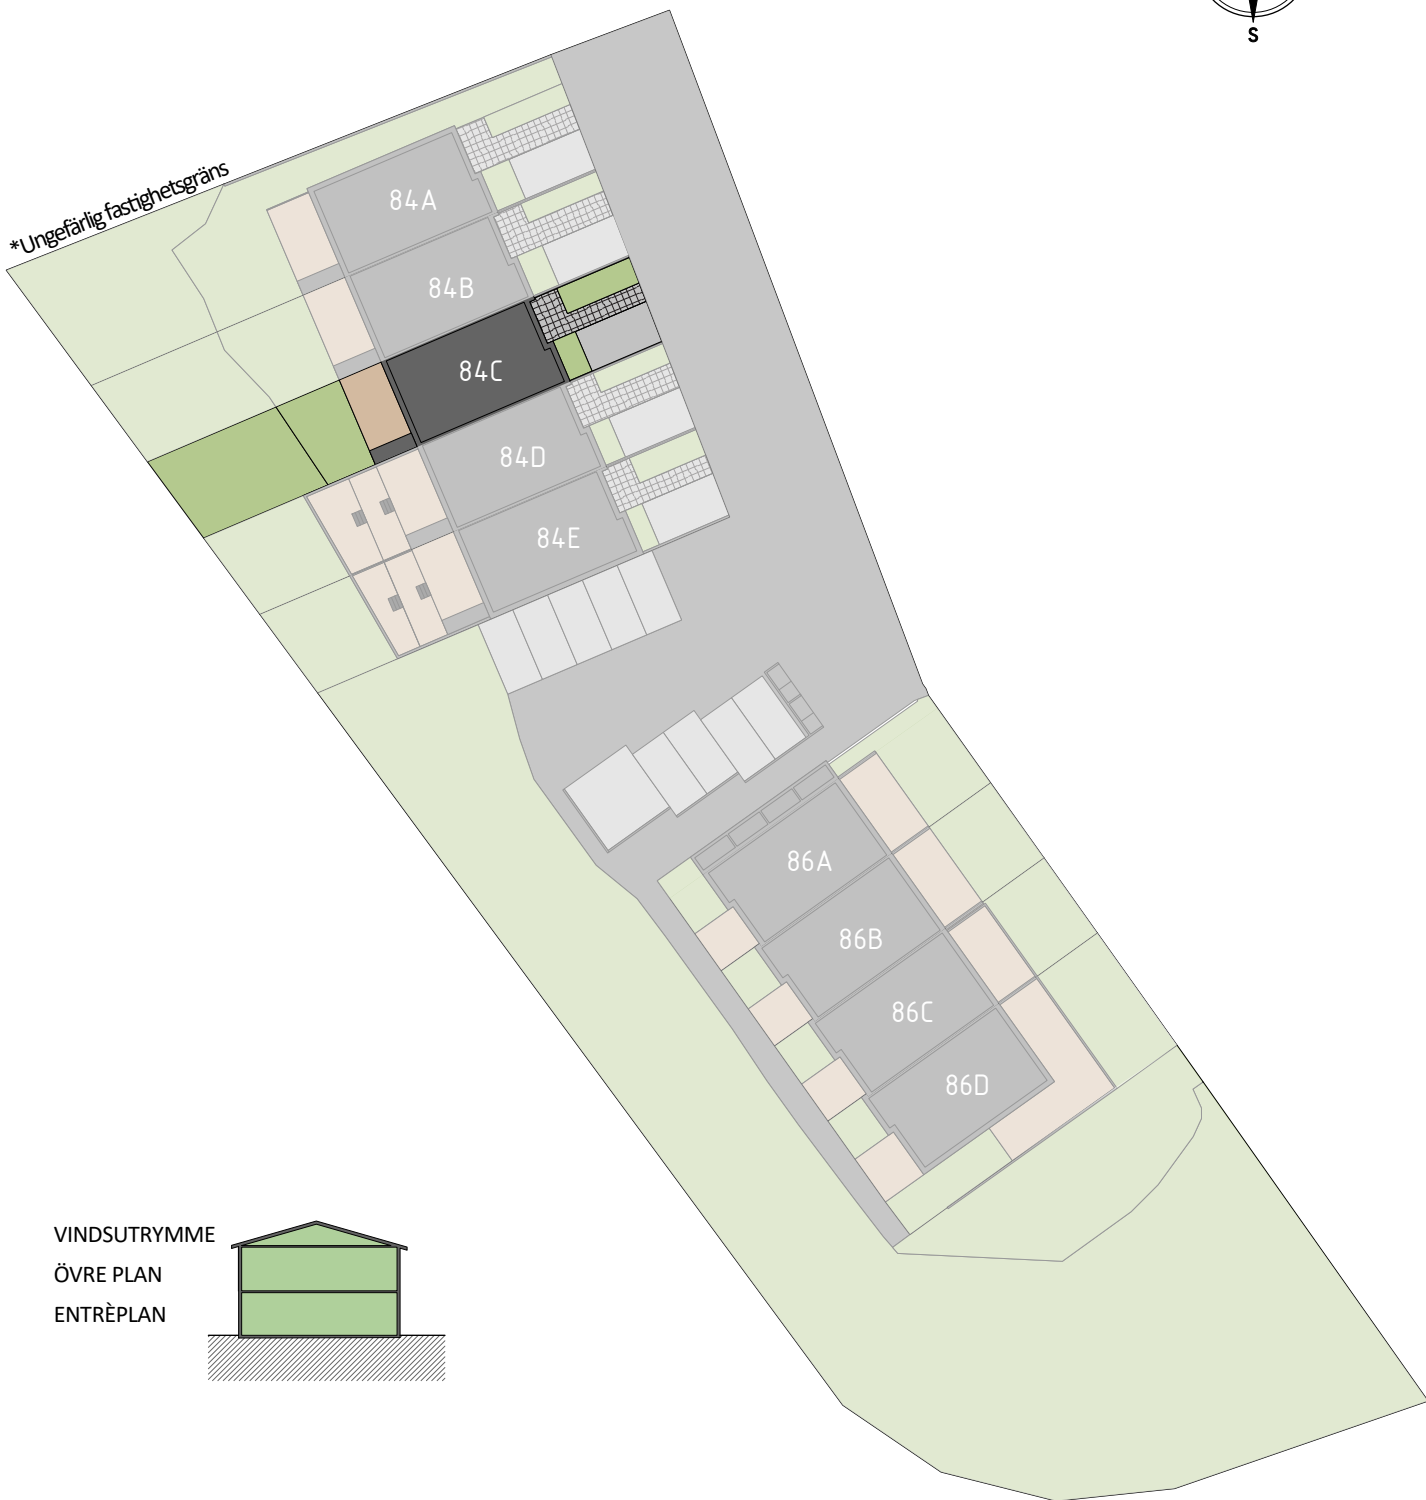 S
*Ungefärlig fastighetsgräns
84A
84B
84C
84D
84E
86A
86B
86C
86D
VINDSUTRYMME
ÖVRE PLAN
ENTRÈPLAN